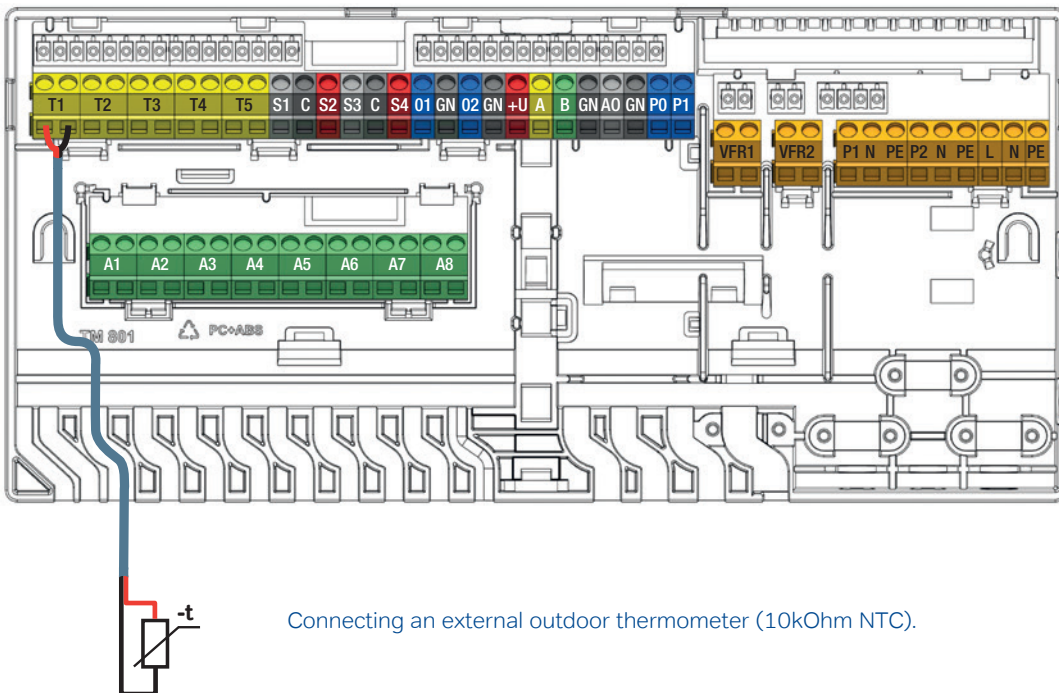 T1 T2 T3 T4 T5 S1 C S2 S3 C S4 01 GN 02 GN +U A B GN A0 GN P0 P1
VFR1 VFR2 P1 N PE P2 N PE L N PE
A1 A2 A3 A4 A5 A6 A7 A8
TM 801 PC+ABS
-t
Connecting an external outdoor thermometer (10kOhm NTC).